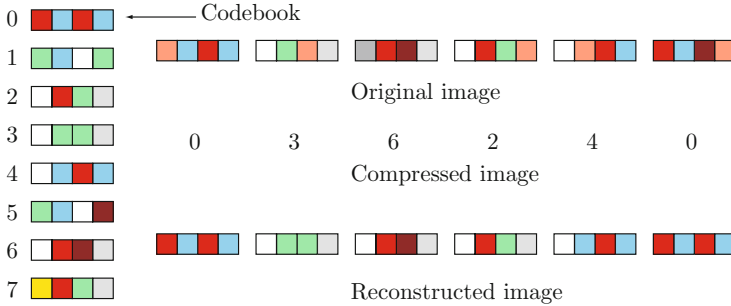 0
Codebook
1
2
Original image
3
0 3 6 2 4 0
4
Compressed image
5
6
7
Reconstructed image